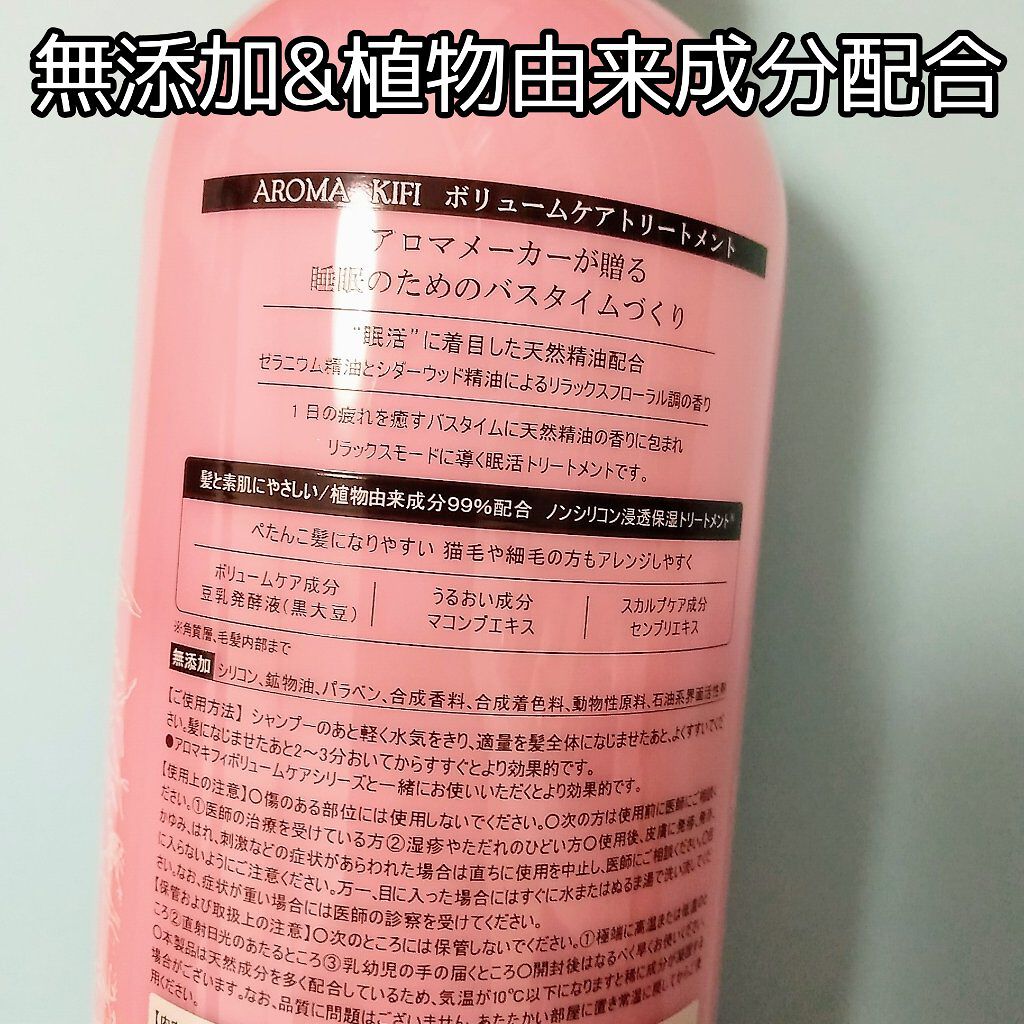 無添加&植物由来成分配合
AROMA KIFI ボリュームケアトリートメント
アロマメーカーが贈る
睡眠のためのバスタイムづくり
“眠活”に着目した天然精油配合
ゼラニウム精油とシダーウッド精油によるリラックスフローラル調の香り
1日の疲れを癒すバスタイムに天然精油の香りに包まれ
リラックスモードに導く眠活トリートメントです。
髪と素肌にやさしい/植物由来成分99%配合 ノンシリコン浸透保湿トリートメント※
ぺたんこ髪になりやすい 猫毛や細毛の方もアレンジしやすく
ボリュームケア成分
豆乳発酵液(黒大豆)
うるおい成分
マコンブエキス
スカルプケア成分
センブリエキス
※角質層、毛髪内部まで
無添加 シリコン、鉱物油、パラベン、合成香料、合成着色料、動物性原料、石油系界面活性剤
【ご使用方法】シャンプーのあと軽く水気をきり、適量を髪全体になじませたあと、よくすすいでくだ
さい。髪になじませたあと2〜3分おいてからすすぐとより効果的です。
●アロマキフィボリュームケアシリーズと一緒にお使いいただくとより効果的です。
【使用上の注意】○傷のある部位には使用しないでください。○次の方は使用前に医師にご相談く
ださい。①医師の治療を受けている方②湿疹やただれのひどい方○使用後、皮膚に発疹、発赤、
かゆみ、はれ、刺激などの症状があらわれた場合は直ちに使用を中止し、医師にご相談ください。○目
に入らないようにご注意ください。万一、目に入った場合にはすぐに水またはぬるま湯で洗い流してくだ
さい。なお、症状が重い場合には医師の診察を受けてください。
【保管および取扱上の注意】○次のところには保管しないでください。①極端に高温または低温のと
ころ②直射日光のあたるところ③乳幼児の手の届くところ○開封後はなるべく早くお使いください。
○本製品は天然成分を多く配合しているため、気温が10℃以下になりますと稀に成分が凝固する
場合がございます。なお、品質に問題はございません。あたたかい部屋に置き常温に戻してからご使
用ください。